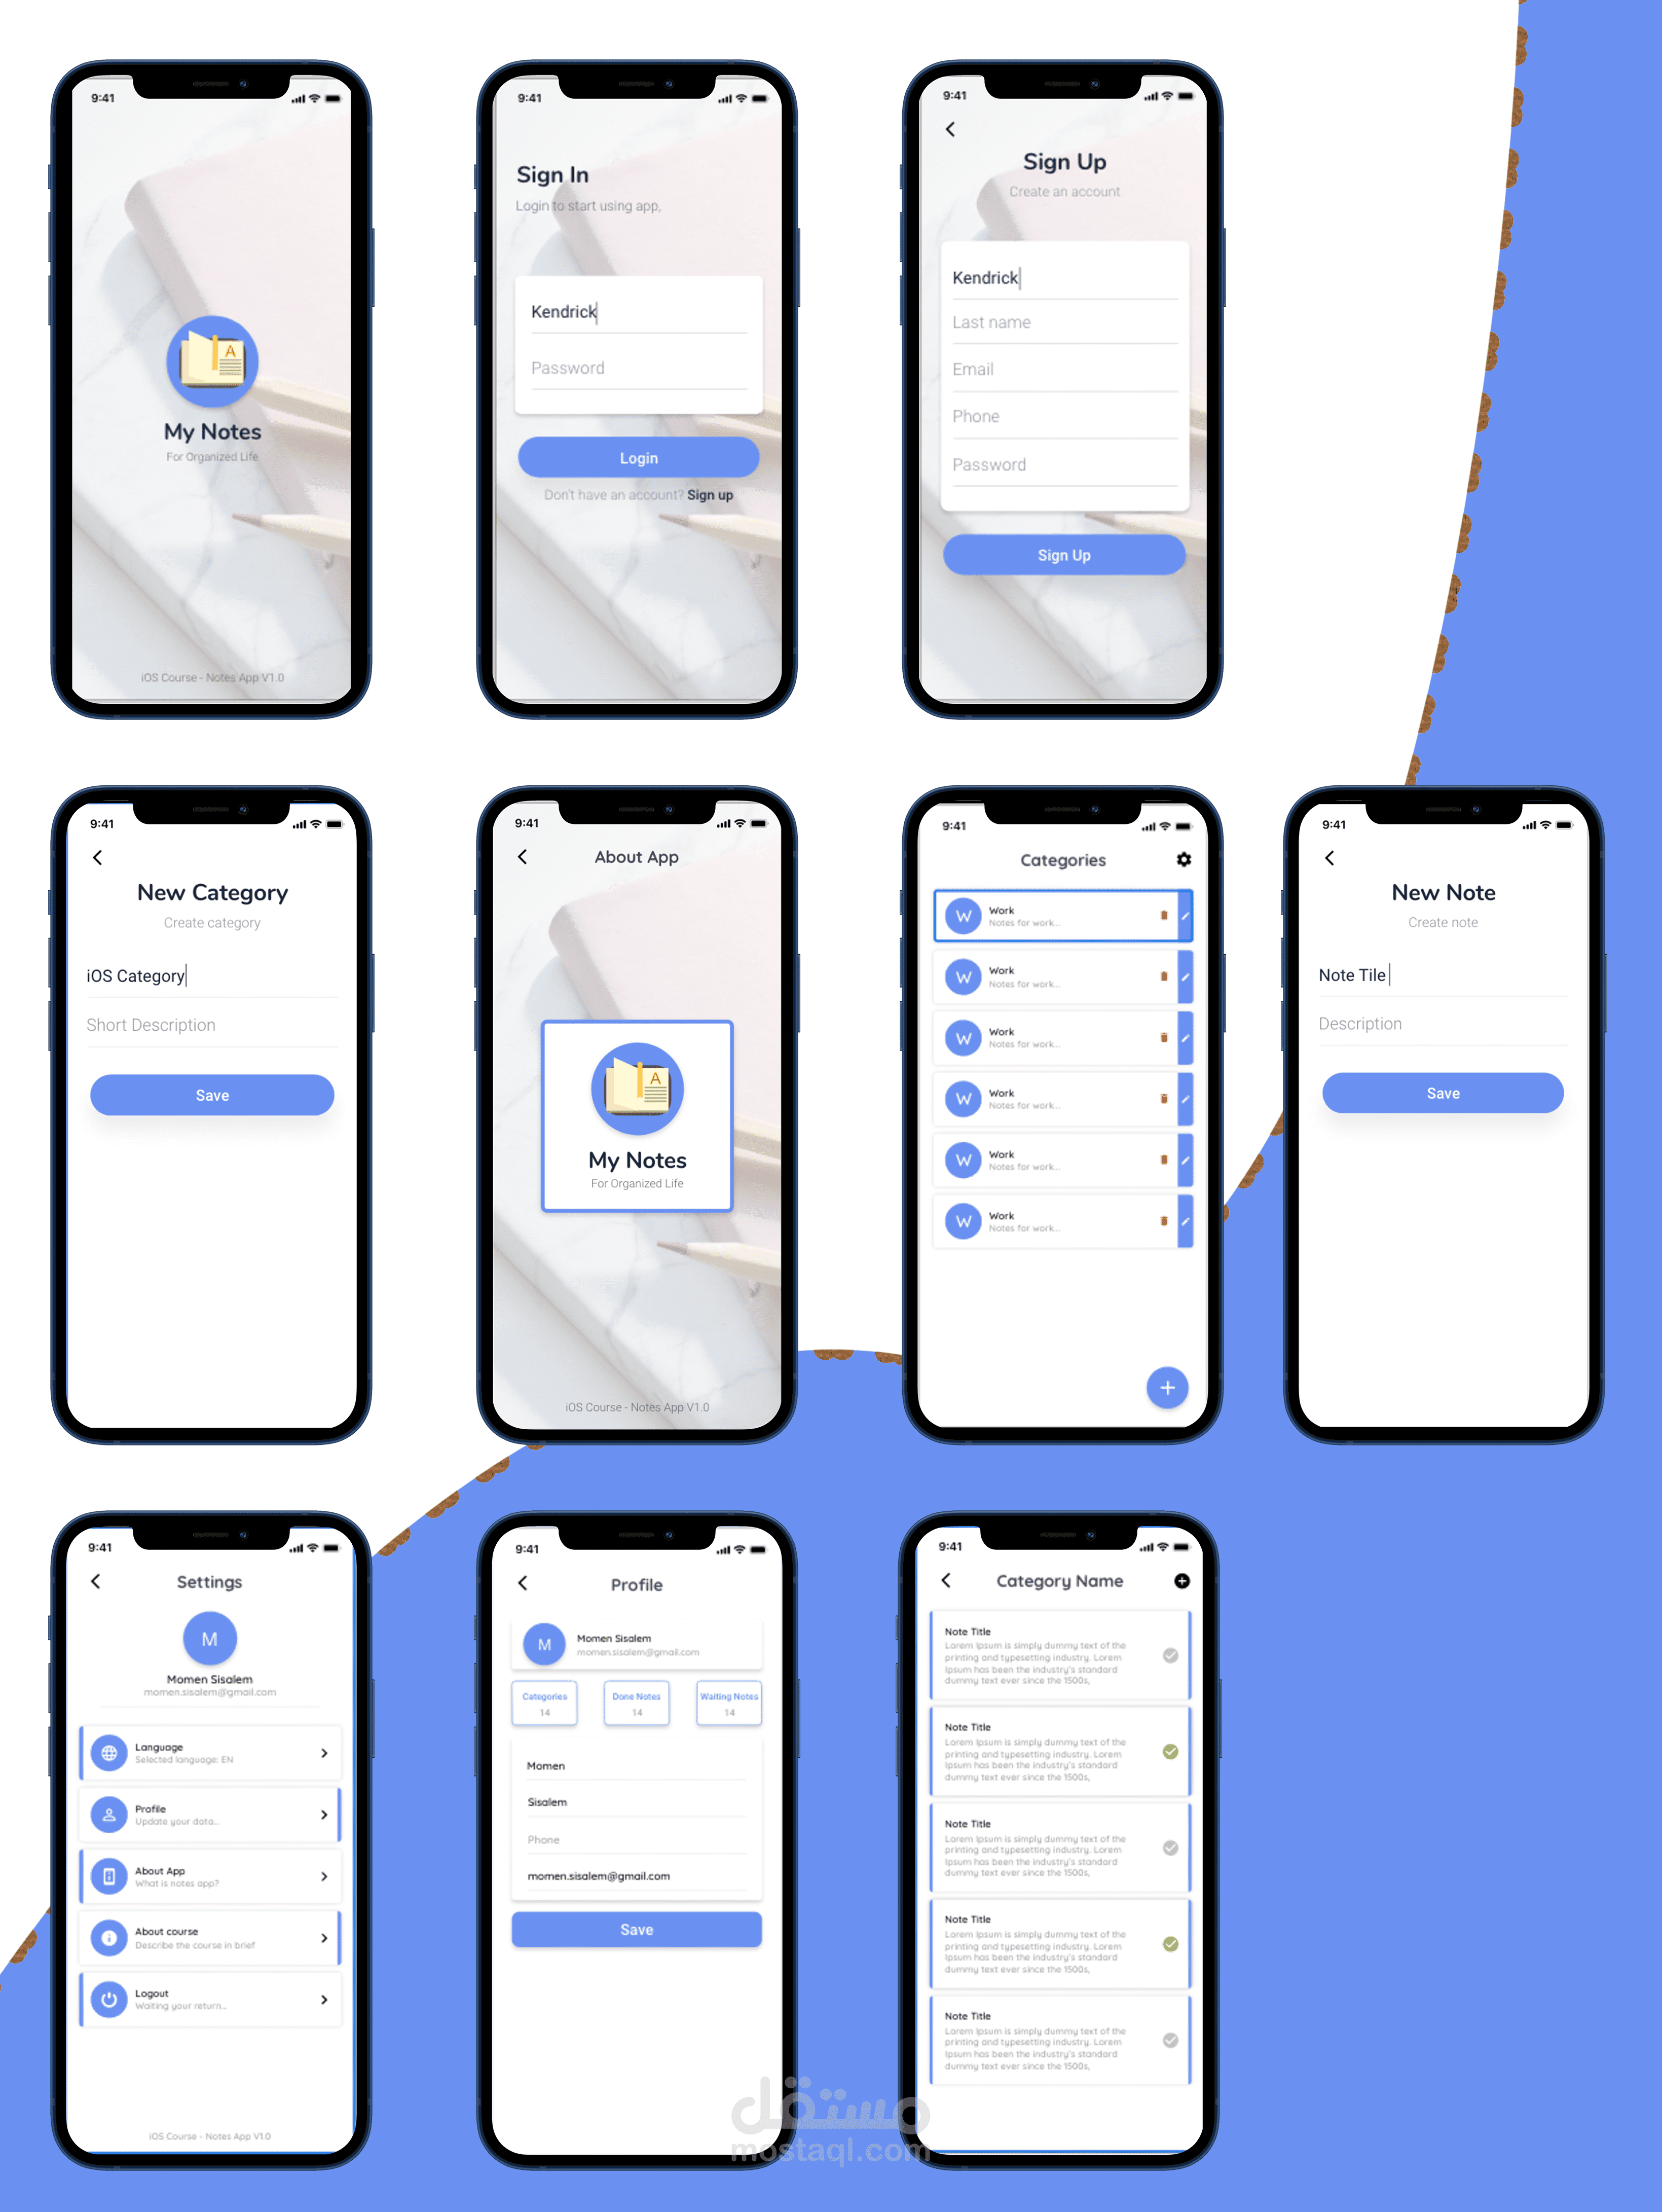 9:41
My Notes
For Organized Life
iOS Course - Notes App V1.0
9:41
Sign In
Login to start using app,
Kendrick
Password
Login
Don't have an account? Sign up
9:41
Sign Up
Create an account
Kendrick
Last name
Email
Phone
Password
Sign Up
9:41
New Category
Create category
iOS Category
Short Description
Save
9:41
About App
My Notes
For Organized Life
iOS Course - Notes App V1.0
9:41
Categories
W
Work
Notes for work...
W
Work
Notes for work...
W
Work
Notes for work...
W
Work
Notes for work...
W
Work
Notes for work...
W
Work
Notes for work...
9:41
New Note
Create note
Note Tile
Description
Save
9:41
Settings
M
Momen Sisalem
momen.sisalem@gmail.com
Language
Selected language: EN
Profile
Update your data...
About App
What is notes app?
About course
Describe the course in brief
Logout
Waiting your return...
iOS Course - Notes App V1.0
9:41
Profile
M
Momen Sisalem
momen.sisalem@gmail.com
Categories
14
Done Notes
14
Waiting Notes
14
Momen
Sisalem
Phone
momen.sisalem@gmail.com
Save
9:41
Category Name
Note Title
Lorem Ipsum is simply dummy text of the
printing and typesetting industry. Lorem
Ipsum has been the industry's standard
dummy text ever since the 1500s,
Note Title
Lorem Ipsum is simply dummy text of the
printing and typesetting industry. Lorem
Ipsum has been the industry's standard
dummy text ever since the 1500s,
Note Title
Lorem Ipsum is simply dummy text of the
printing and typesetting industry. Lorem
Ipsum has been the industry's standard
dummy text ever since the 1500s,
Note Title
Lorem Ipsum is simply dummy text of the
printing and typesetting industry. Lorem
Ipsum has been the industry's standard
dummy text ever since the 1500s,
Note Title
Lorem Ipsum is simply dummy text of the
printing and typesetting industry. Lorem
Ipsum has been the industry's standard
dummy text ever since the 1500s,
مستقل
mostaql.com